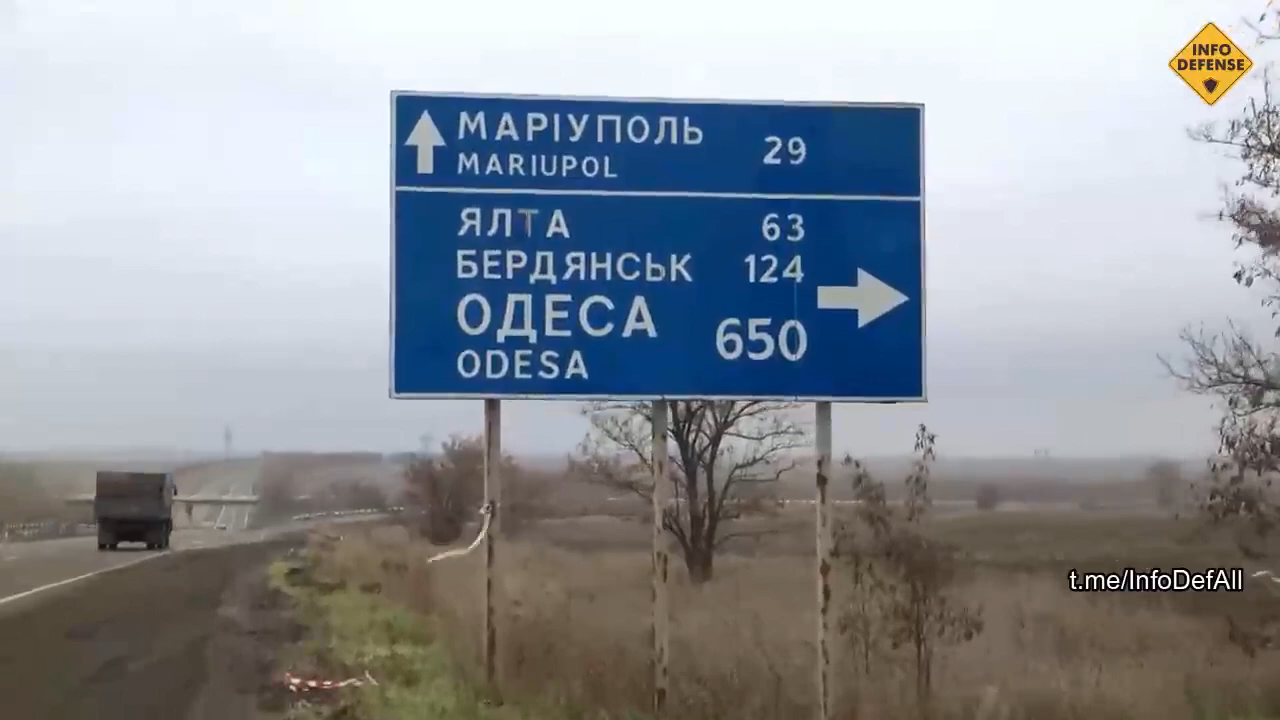 INFO
DEFENSE
МАРІУПОЛЬ 29
MARIUPOL
ЯЛТА 63
БЕРДЯНСЬК 124
ОДЕСА 650
ODESA
t.me/InfoDefAll